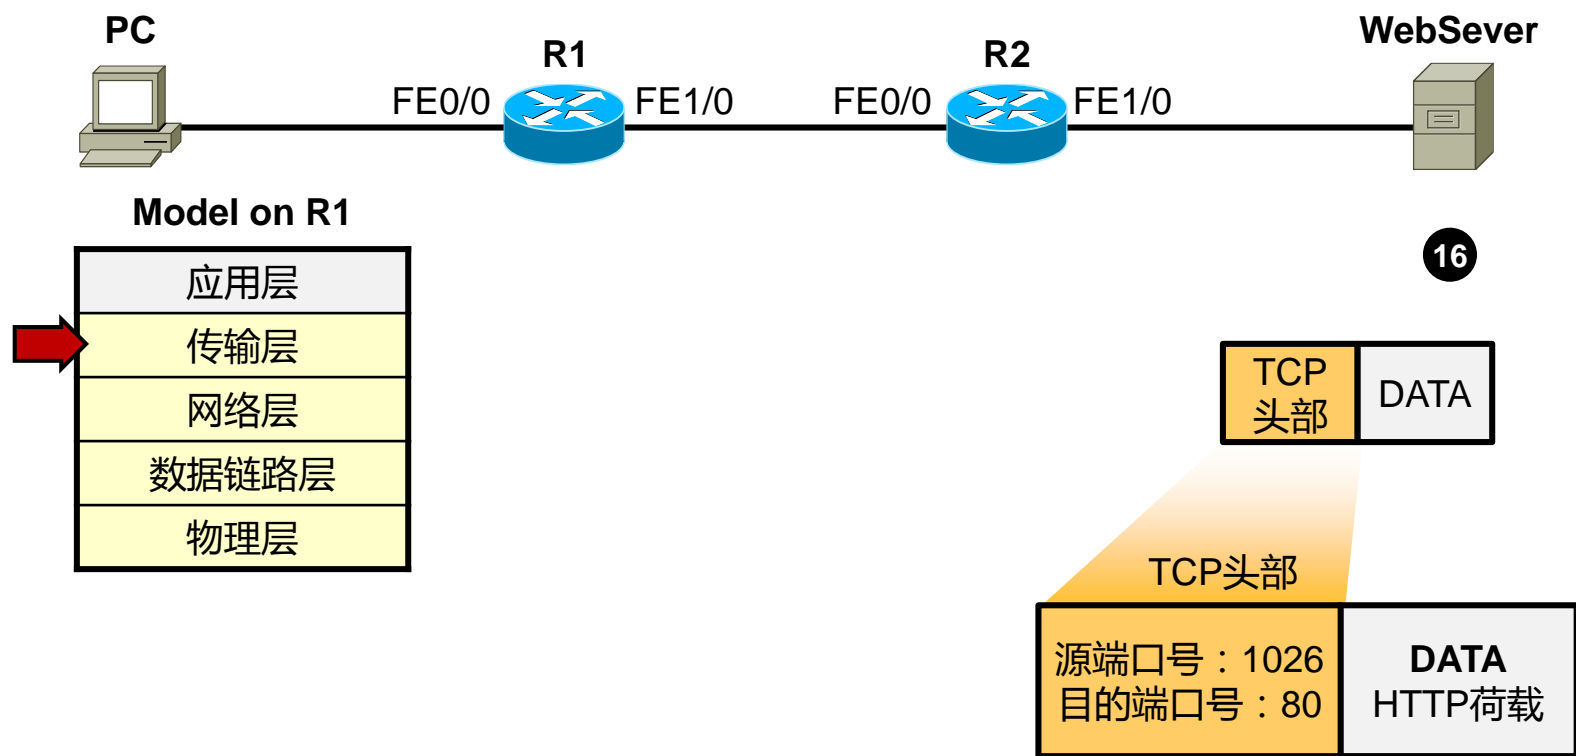 PC
R1
R2
WebSever
FE0/0
FE1/0
FE0/0
FE1/0
Model on R1
16
应用层
传输层
网络层
数据链路层
物理层
TCP
头部
DATA
TCP头部
源端口号：1026
目的端口号：80
DATA
HTTP荷载